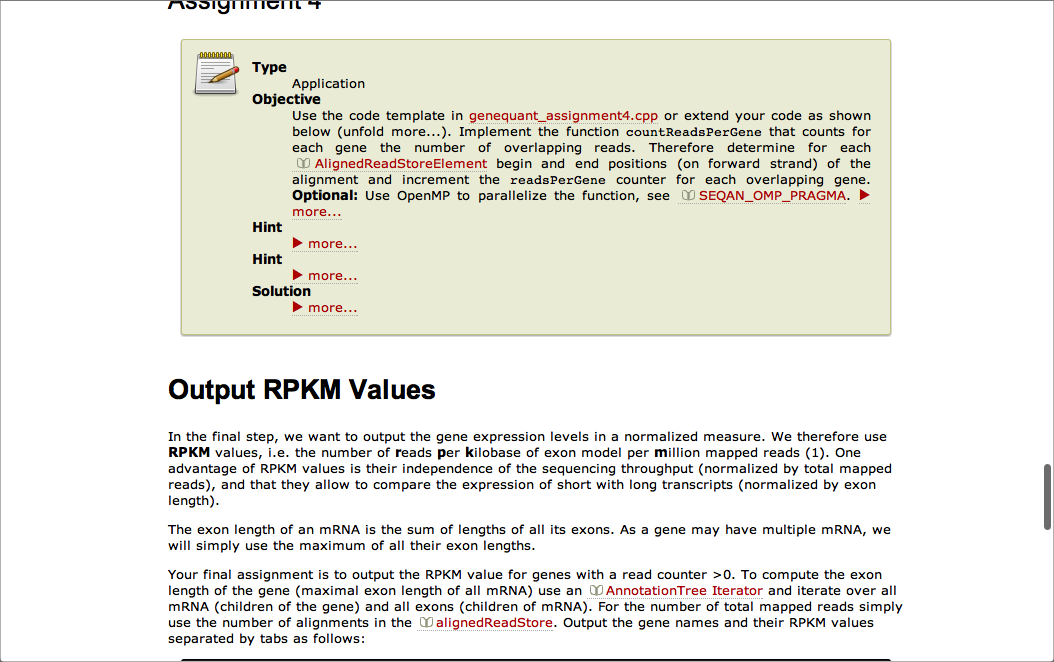 Assignment 4
Type
Application
Objective
Use the code template in genequant_assignment4.cpp or extend your code as shown
below (unfold more...). Implement the function countReadsPerGene that counts for
each gene the number of overlapping reads. Therefore determine for each
AlignedReadStoreElement begin and end positions (on forward strand) of the
alignment and increment the readsPerGene counter for each overlapping gene.
Optional: Use OpenMP to parallelize the function, see SEQAN_OMP_PRAGMA. ▶
more...
Hint
▶ more...
Hint
▶ more...
Solution
▶ more...
Output RPKM Values
In the final step, we want to output the gene expression levels in a normalized measure. We therefore use
RPKM values, i.e. the number of reads per kilobase of exon model per million mapped reads (1). One
advantage of RPKM values is their independence of the sequencing throughput (normalized by total mapped
reads), and that they allow to compare the expression of short with long transcripts (normalized by exon
length).
The exon length of an mRNA is the sum of lengths of all its exons. As a gene may have multiple mRNA, we
will simply use the maximum of all their exon lengths.
Your final assignment is to output the RPKM value for genes with a read counter >0. To compute the exon
length of the gene (maximal exon length of all mRNA) use an AnnotationTree Iterator and iterate over all
mRNA (children of the gene) and all exons (children of mRNA). For the number of total mapped reads simply
use the number of alignments in the alignedReadStore. Output the gene names and their RPKM values
separated by tabs as follows: